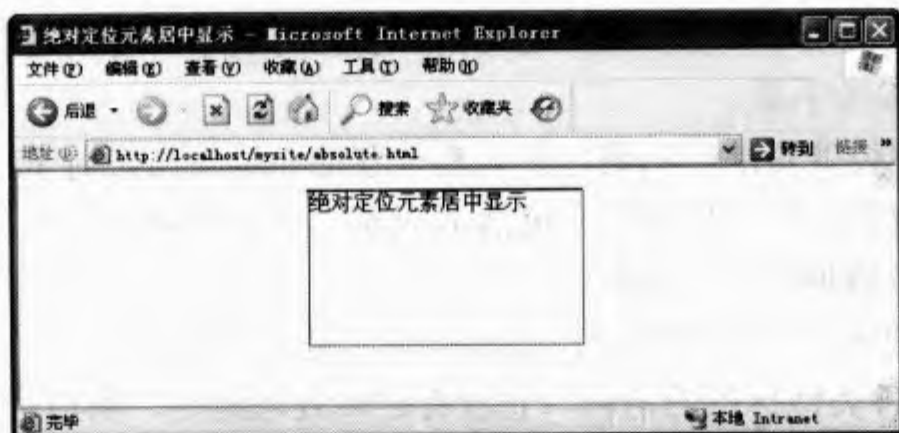 绝对定位元素居中显示 - Microsoft Internet Explorer
文件(F) 编辑(E) 查看(V) 收藏(A) 工具(T) 帮助(H)
后退 搜索 收藏夹
地址(D) http://localhost/mysite/absolute.html 转到 链接 »
绝对定位元素居中显示
完毕 本地 Intranet